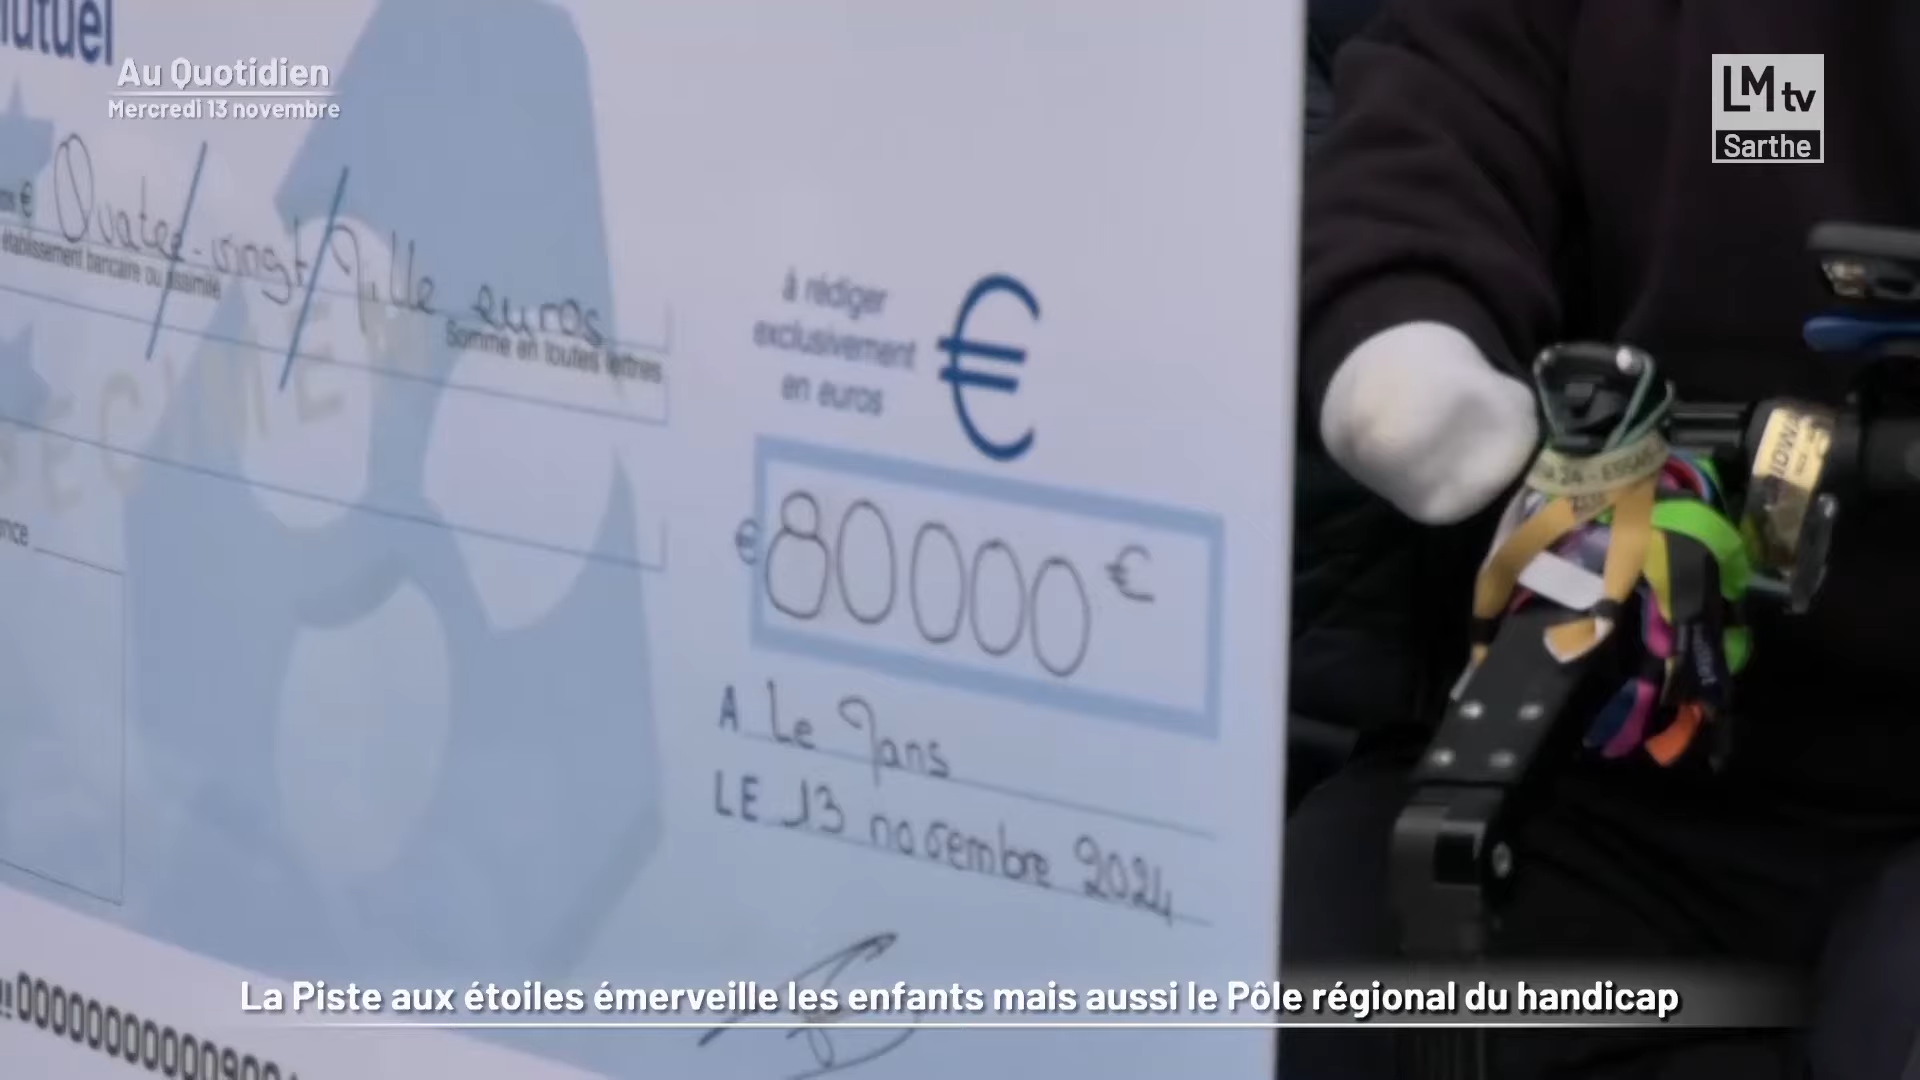 Mutuel
Au Quotidien
Mercredi 13 novembre
LM tv
Sarthe
€ Quatre-vingt Mille euros
établissement bancaire ou assimilé
Somme en toutes lettres
à rédiger
exclusivement
en euros
€
SPECIMEN
€ 80000 €
A Le Mans
LE 13 novembre 2024
La Piste aux étoiles émerveille les enfants mais aussi le Pôle régional du handicap